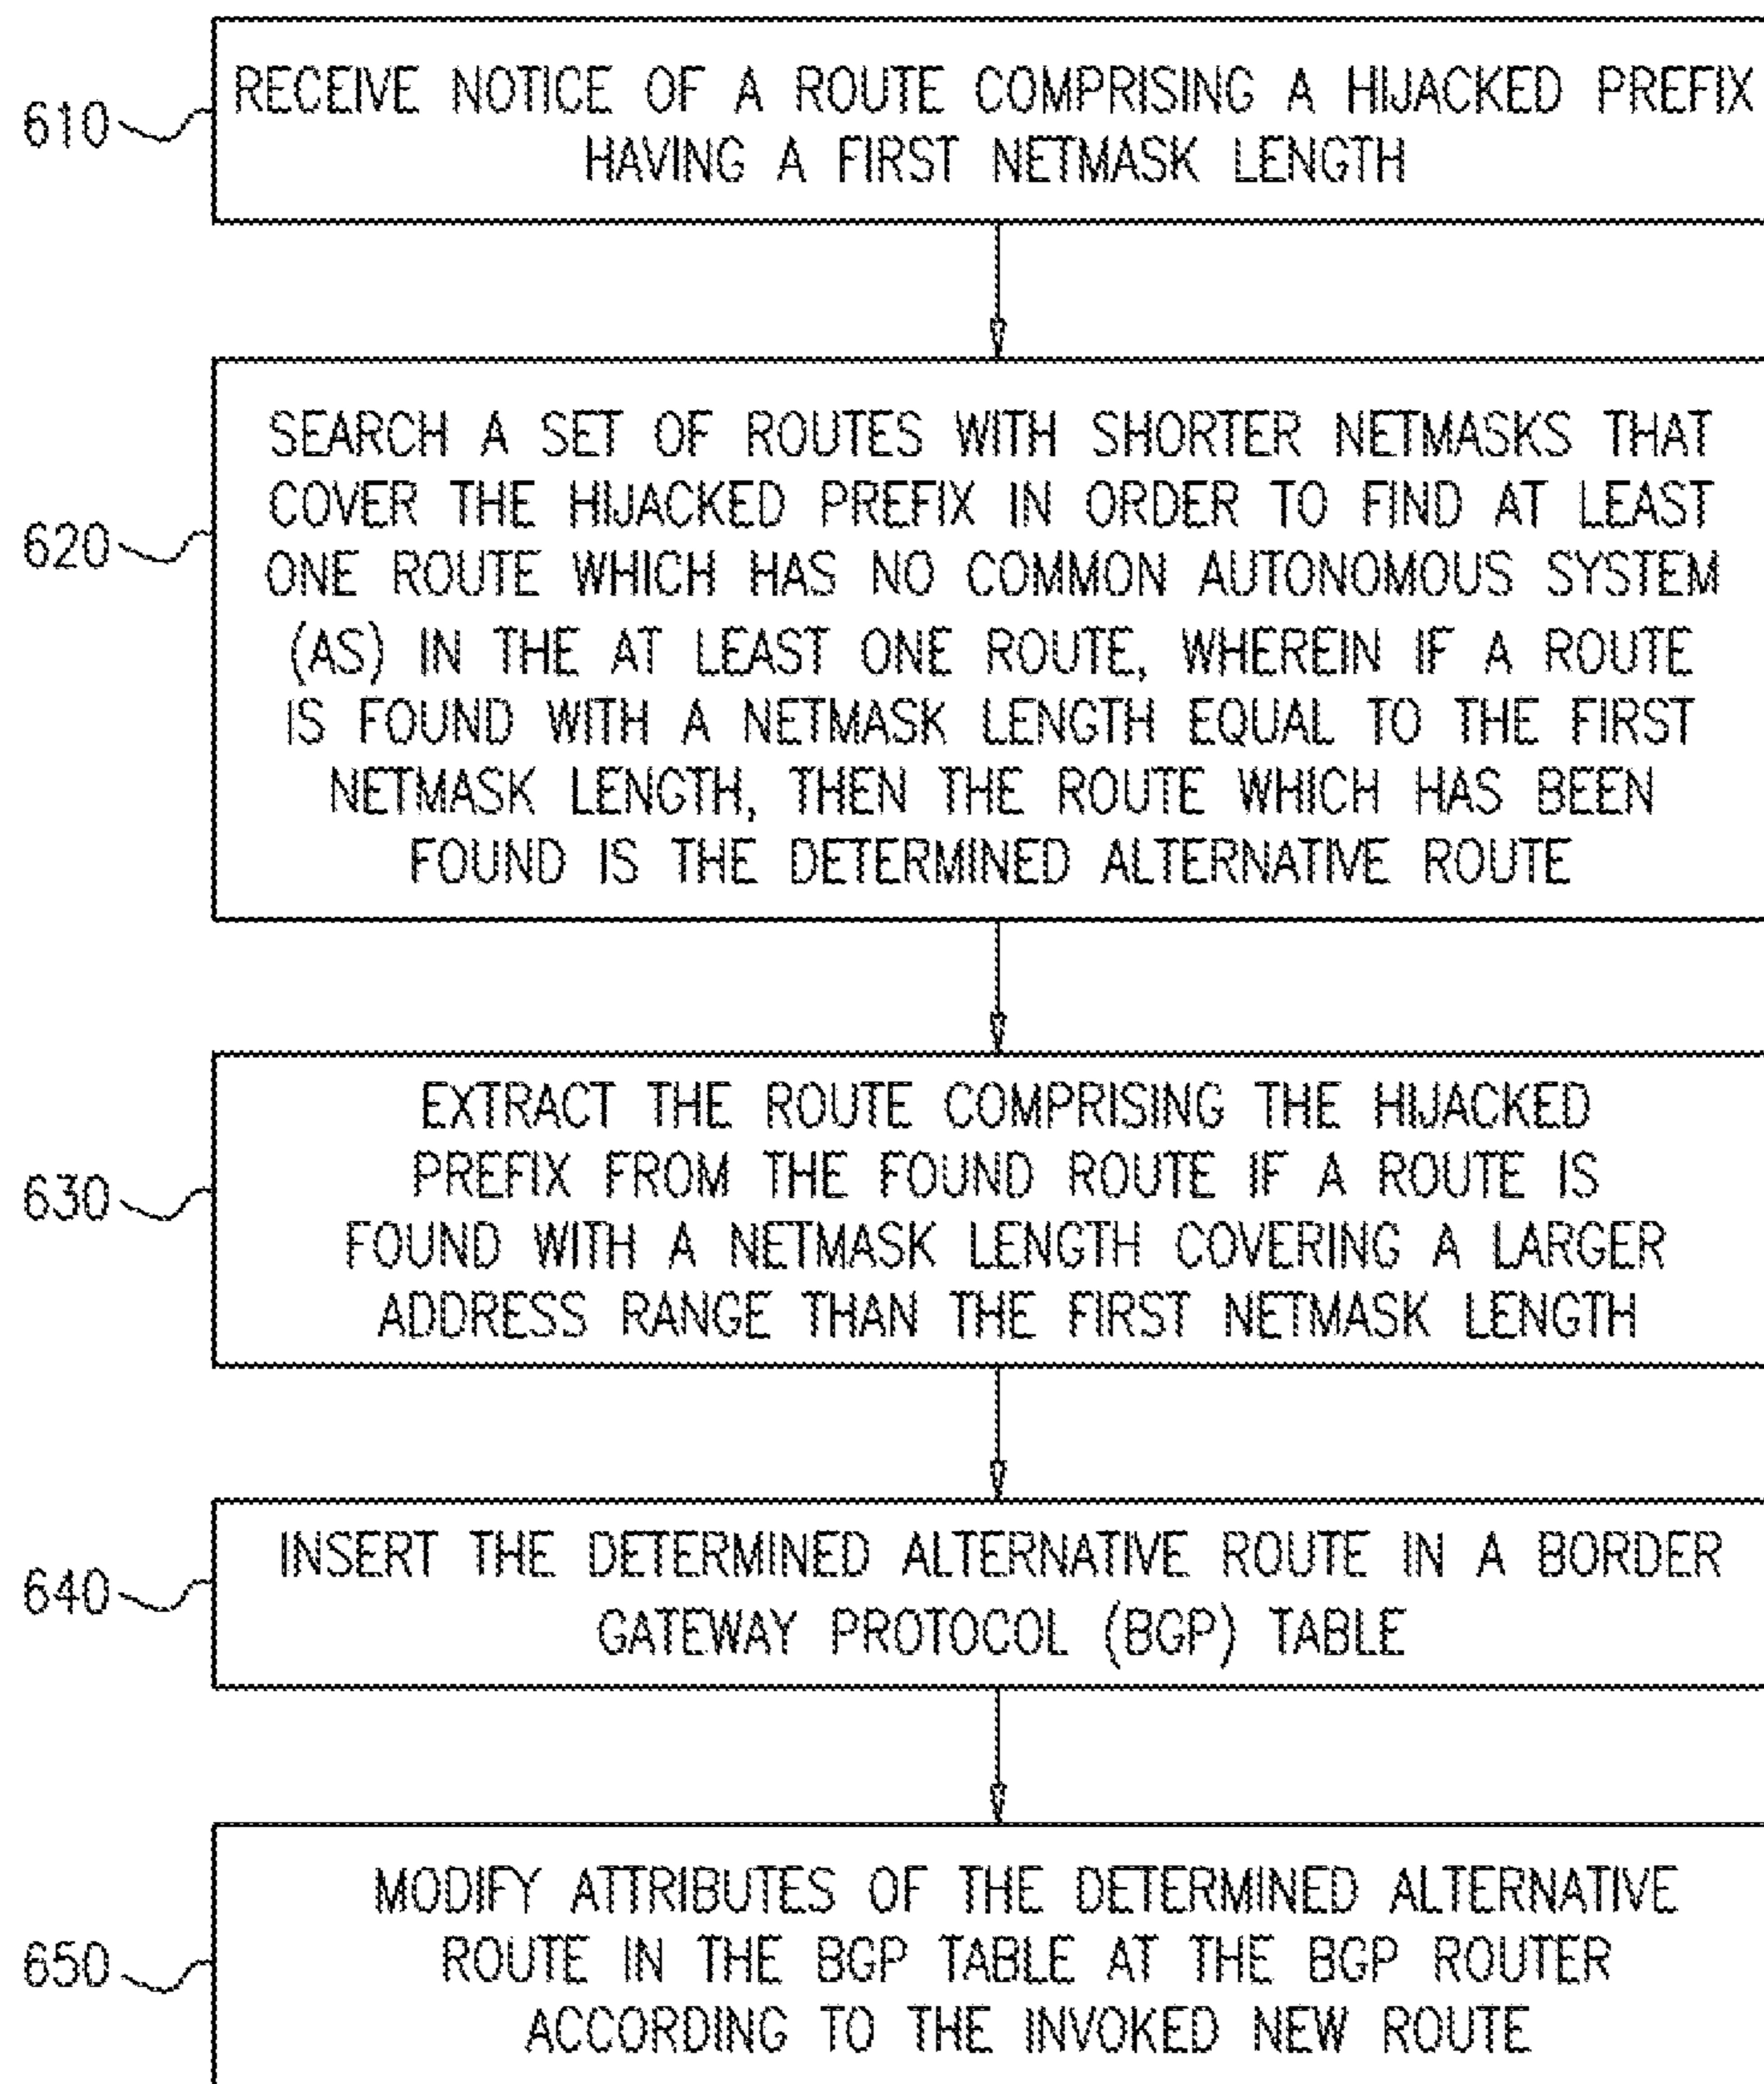 610
RECEIVE NOTICE OF A ROUTE COMPRISING A HIJACKED PREFIX
HAVING A FIRST NETMASK LENGTH
620
SEARCH A SET OF ROUTES WITH SHORTER NETMASKS THAT
COVER THE HIJACKED PREFIX IN ORDER TO FIND AT LEAST
ONE ROUTE WHICH HAS NO COMMON AUTONOMOUS SYSTEM
(AS) IN THE AT LEAST ONE ROUTE, WHEREIN IF A ROUTE
IS FOUND WITH A NETMASK LENGTH EQUAL TO THE FIRST
NETMASK LENGTH, THEN THE ROUTE WHICH HAS BEEN
FOUND IS THE DETERMINED ALTERNATIVE ROUTE
630
EXTRACT THE ROUTE COMPRISING THE HIJACKED
PREFIX FROM THE FOUND ROUTE IF A ROUTE IS
FOUND WITH A NETMASK LENGTH COVERING A LARGER
ADDRESS RANGE THAN THE FIRST NETMASK LENGTH
640
INSERT THE DETERMINED ALTERNATIVE ROUTE IN A BORDER
GATEWAY PROTOCOL (BGP) TABLE
650
MODIFY ATTRIBUTES OF THE DETERMINED ALTERNATIVE
ROUTE IN THE BGP TABLE AT THE BGP ROUTER
ACCORDING TO THE INVOKED NEW ROUTE